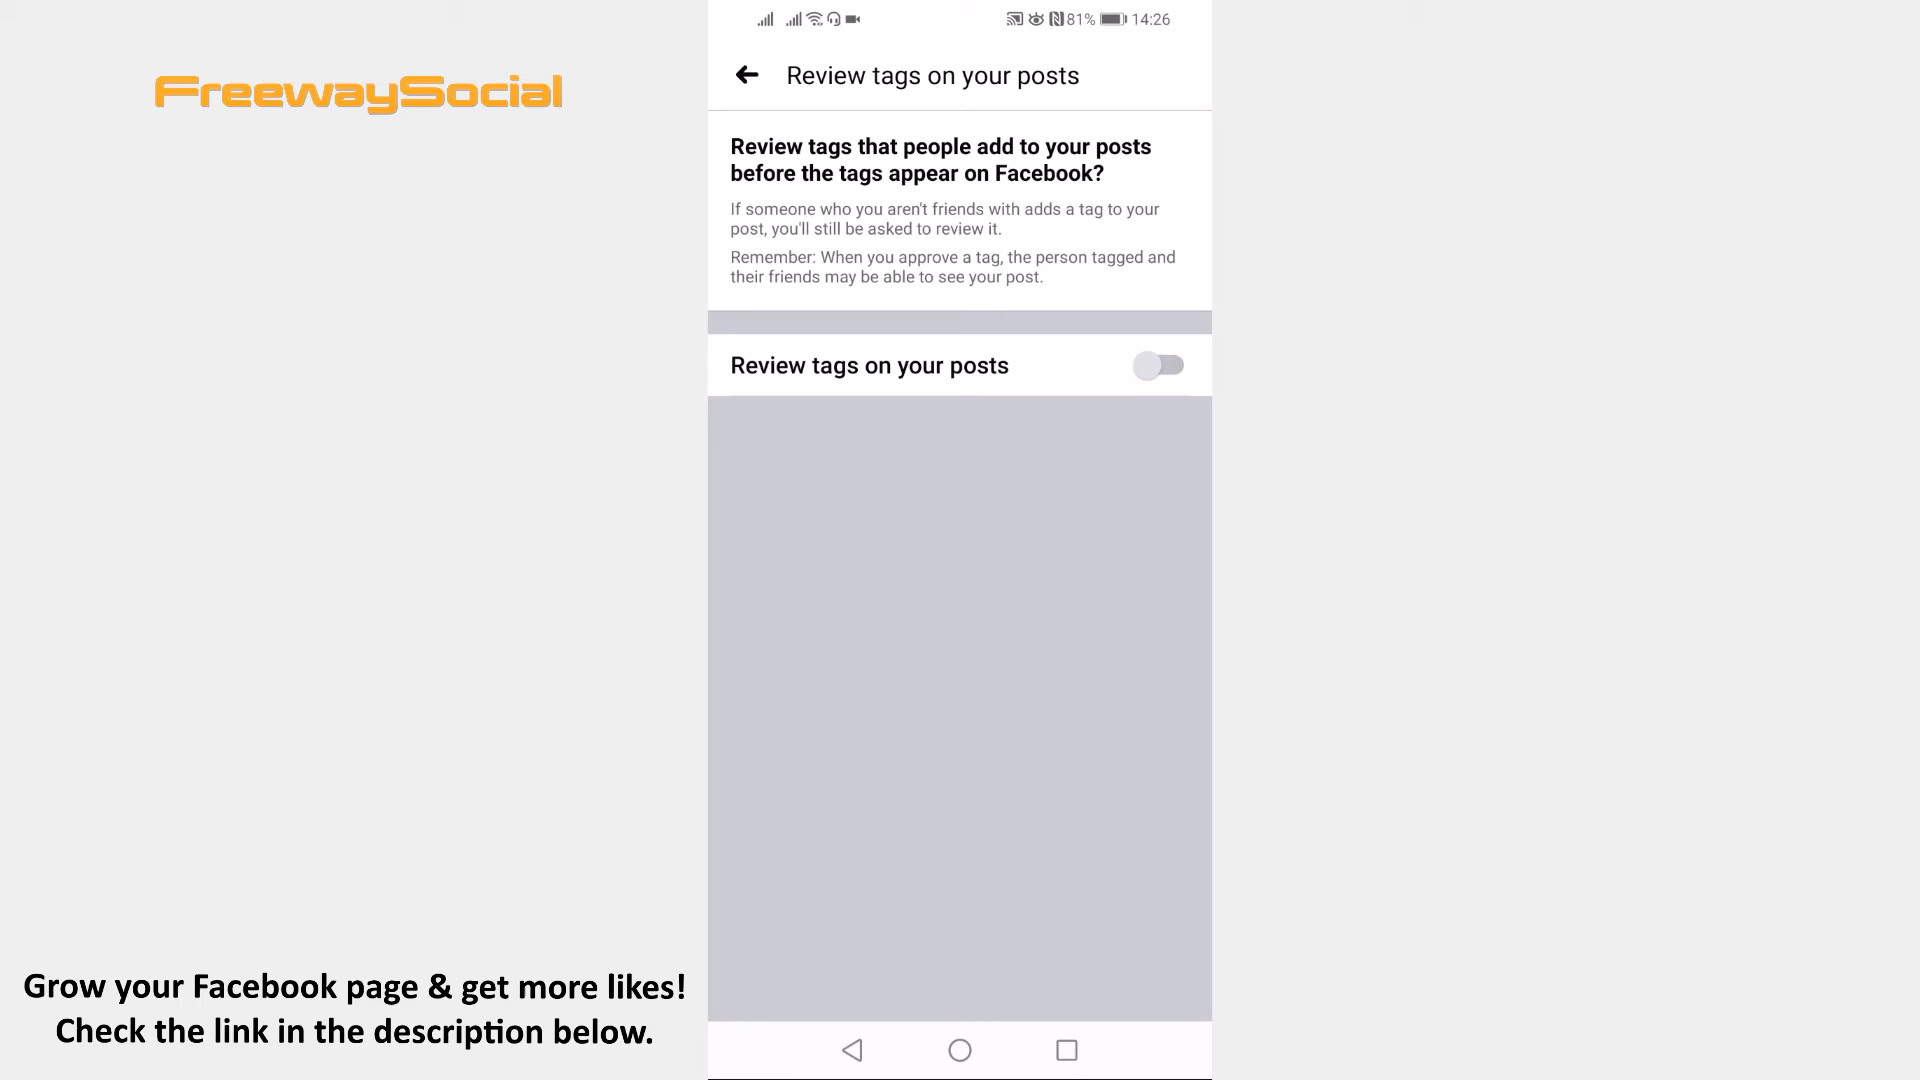 FreewaySocial
81% 14:26
Review tags on your posts
Review tags that people add to your posts
before the tags appear on Facebook?
If someone who you aren't friends with adds a tag to your
post, you'll still be asked to review it.
Remember: When you approve a tag, the person tagged and
their friends may be able to see your post.
Review tags on your posts
Grow your Facebook page & get more likes!
Check the link in the description below.